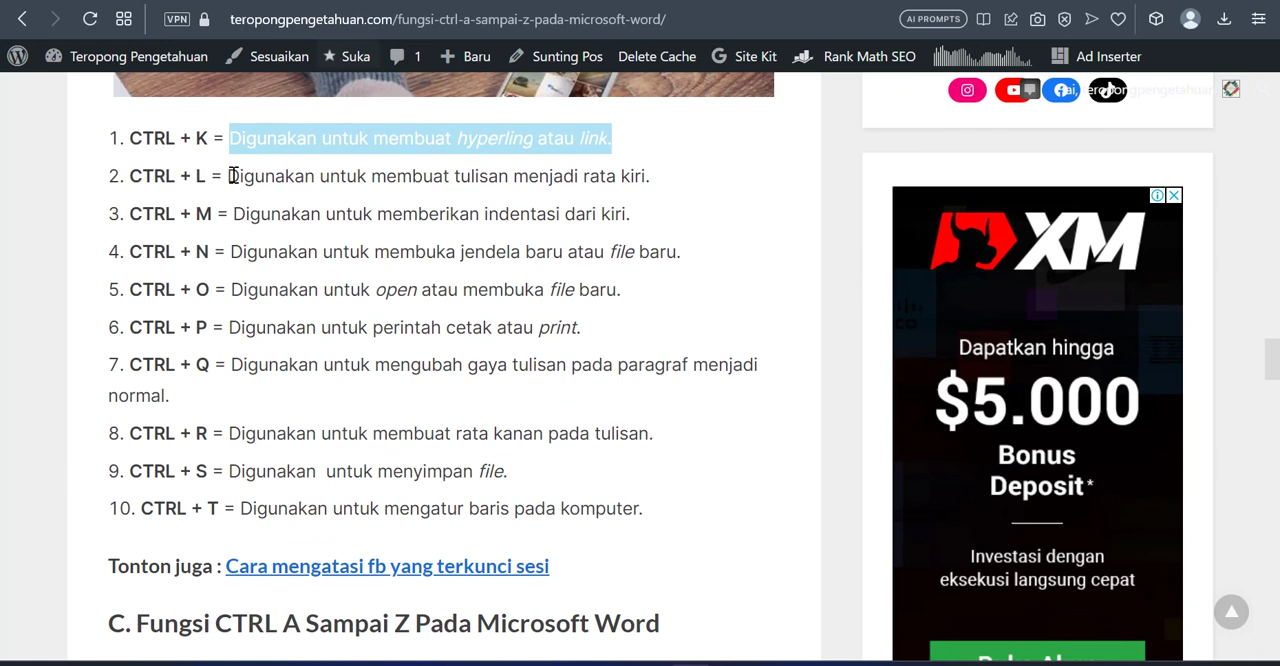 VPN
teropongpengetahuan.com/fungsi-ctrl-a-sampai-z-pada-microsoft-word/
AI PROMPTS
Teropong Pengetahuan
Sesuaikan
Suka
1
Baru
Sunting Pos
Delete Cache
Site Kit
Rank Math SEO
Ad Inserter
ai, teropongpengetahuan
1. CTRL + K = Digunakan untuk membuat hyperling atau link.
2. CTRL + L = Digunakan untuk membuat tulisan menjadi rata kiri.
3. CTRL + M = Digunakan untuk memberikan indentasi dari kiri.
4. CTRL + N = Digunakan untuk membuka jendela baru atau file baru.
5. CTRL + O = Digunakan untuk open atau membuka file baru.
6. CTRL + P = Digunakan untuk perintah cetak atau print.
7. CTRL + Q = Digunakan untuk mengubah gaya tulisan pada paragraf menjadi
normal.
8. CTRL + R = Digunakan untuk membuat rata kanan pada tulisan.
9. CTRL + S = Digunakan  untuk menyimpan file.
10. CTRL + T = Digunakan untuk mengatur baris pada komputer.
Tonton juga : Cara mengatasi fb yang terkunci sesi
C. Fungsi CTRL A Sampai Z Pada Microsoft Word
XM
Dapatkan hingga
$5.000
Bonus
Deposit*
Investasi dengan
eksekusi langsung cepat